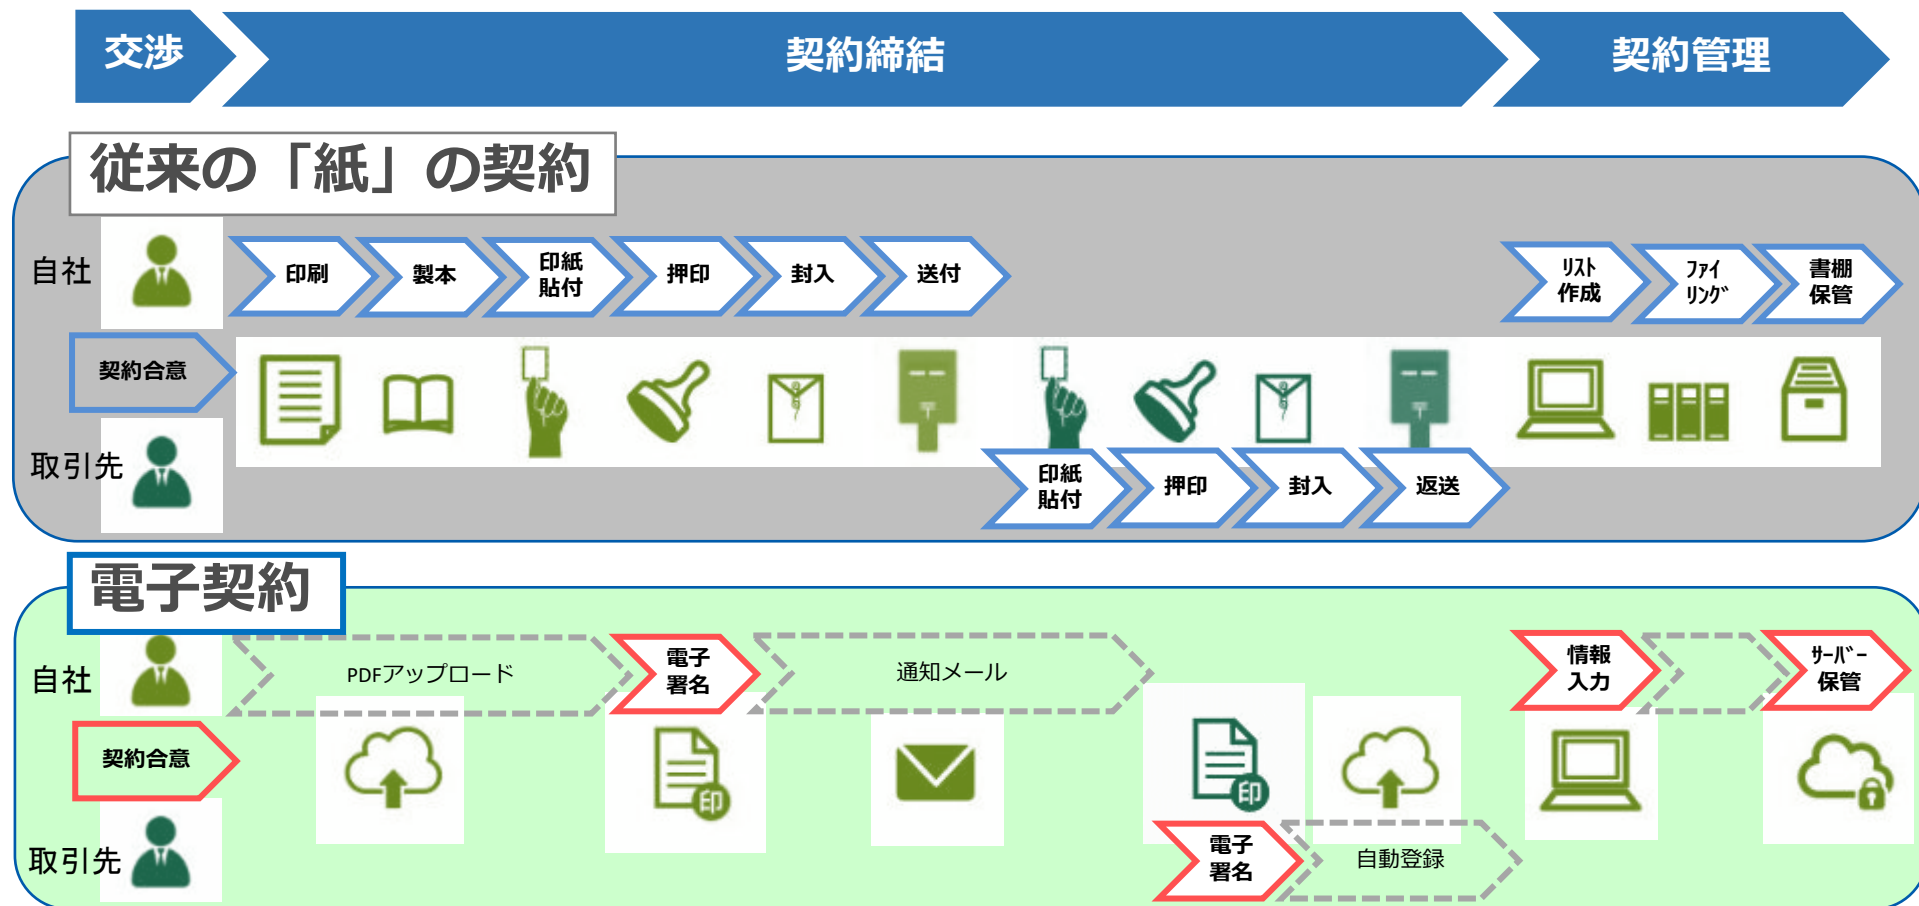 交渉
契約締結
契約管理
従来の「紙」の契約
自社
印刷
製本
印紙
貼付
押印
封入
送付
ﾘｽﾄ
作成
ﾌｧｲ
ﾘﾝｸﾞ
書棚
保管
契約合意
取引先
印紙
貼付
押印
封入
返送
電子契約
自社
PDFアップロード
電子
署名
通知メール
情報
入力
ｻｰﾊﾞｰ
保管
契約合意
印
印
取引先
電子
署名
自動登録